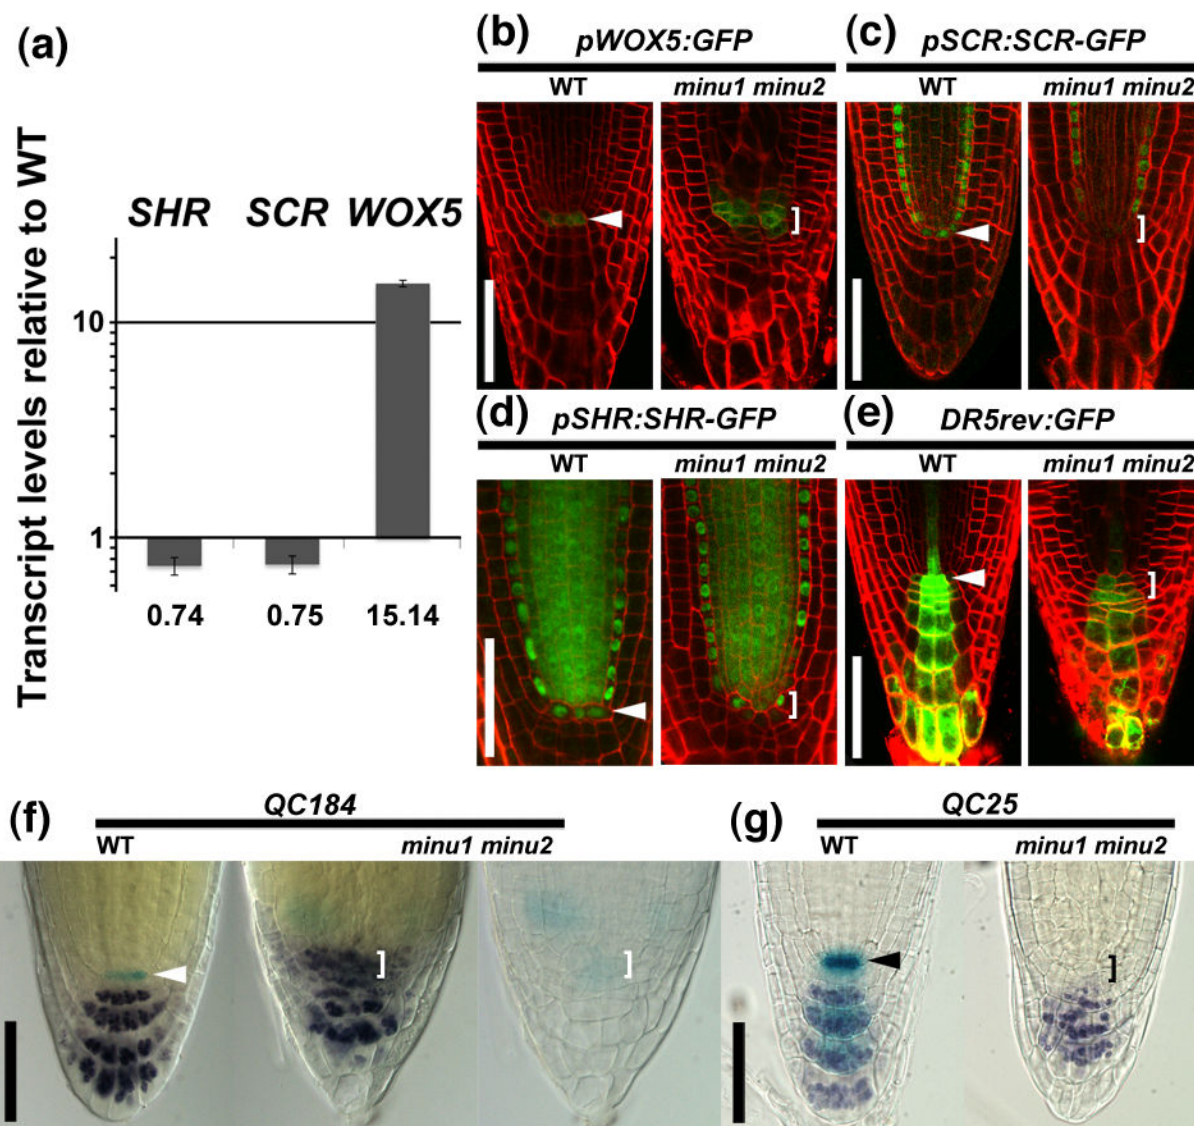 (a)
Transcript levels relative to WT
SHR SCR WOX5
10
1
0.74 0.75 15.14
(b)
pWOX5:GFP
WT minu1 minu2
]
(c)
pSCR:SCR-GFP
WT minu1 minu2
]
(d)
pSHR:SHR-GFP
WT minu1 minu2
]
(e)
DR5rev:GFP
WT minu1 minu2
]
(f)
QC184
WT minu1 minu2
] ]
(g)
QC25
WT minu1 minu2
]